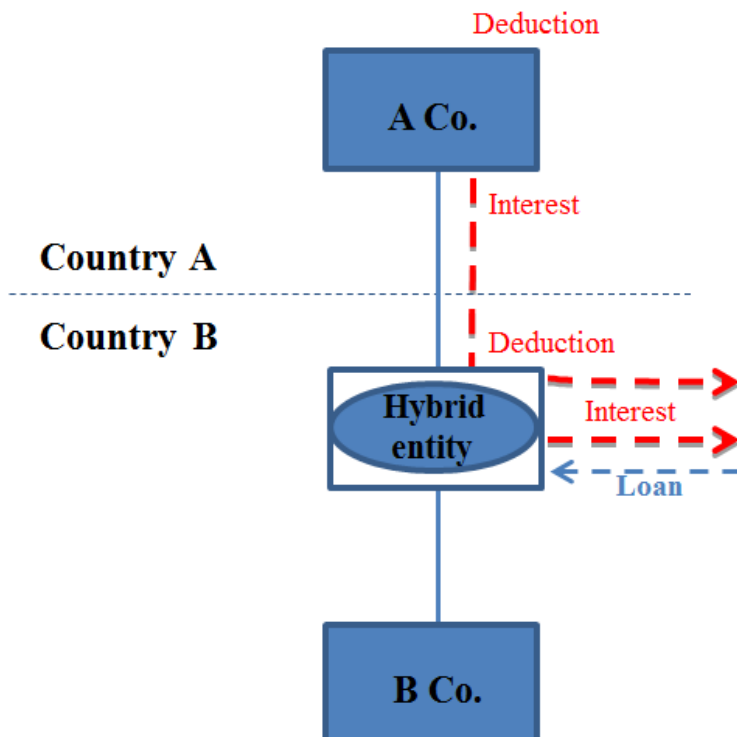 Deduction
A Co.
Interest
Country A
Country B
Deduction
Hybrid
entity
Interest
Loan
B Co.